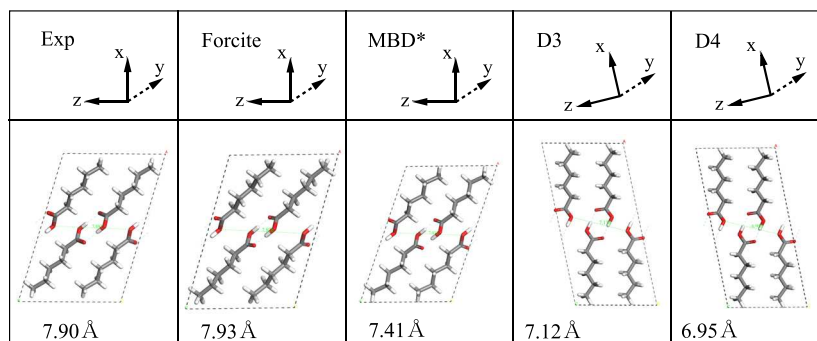 Exp Forcite MBD* D3 D4
x y z x y z x y z x y z x y z
7.90 Å 7.93 Å 7.41 Å 7.12 Å 6.95 Å